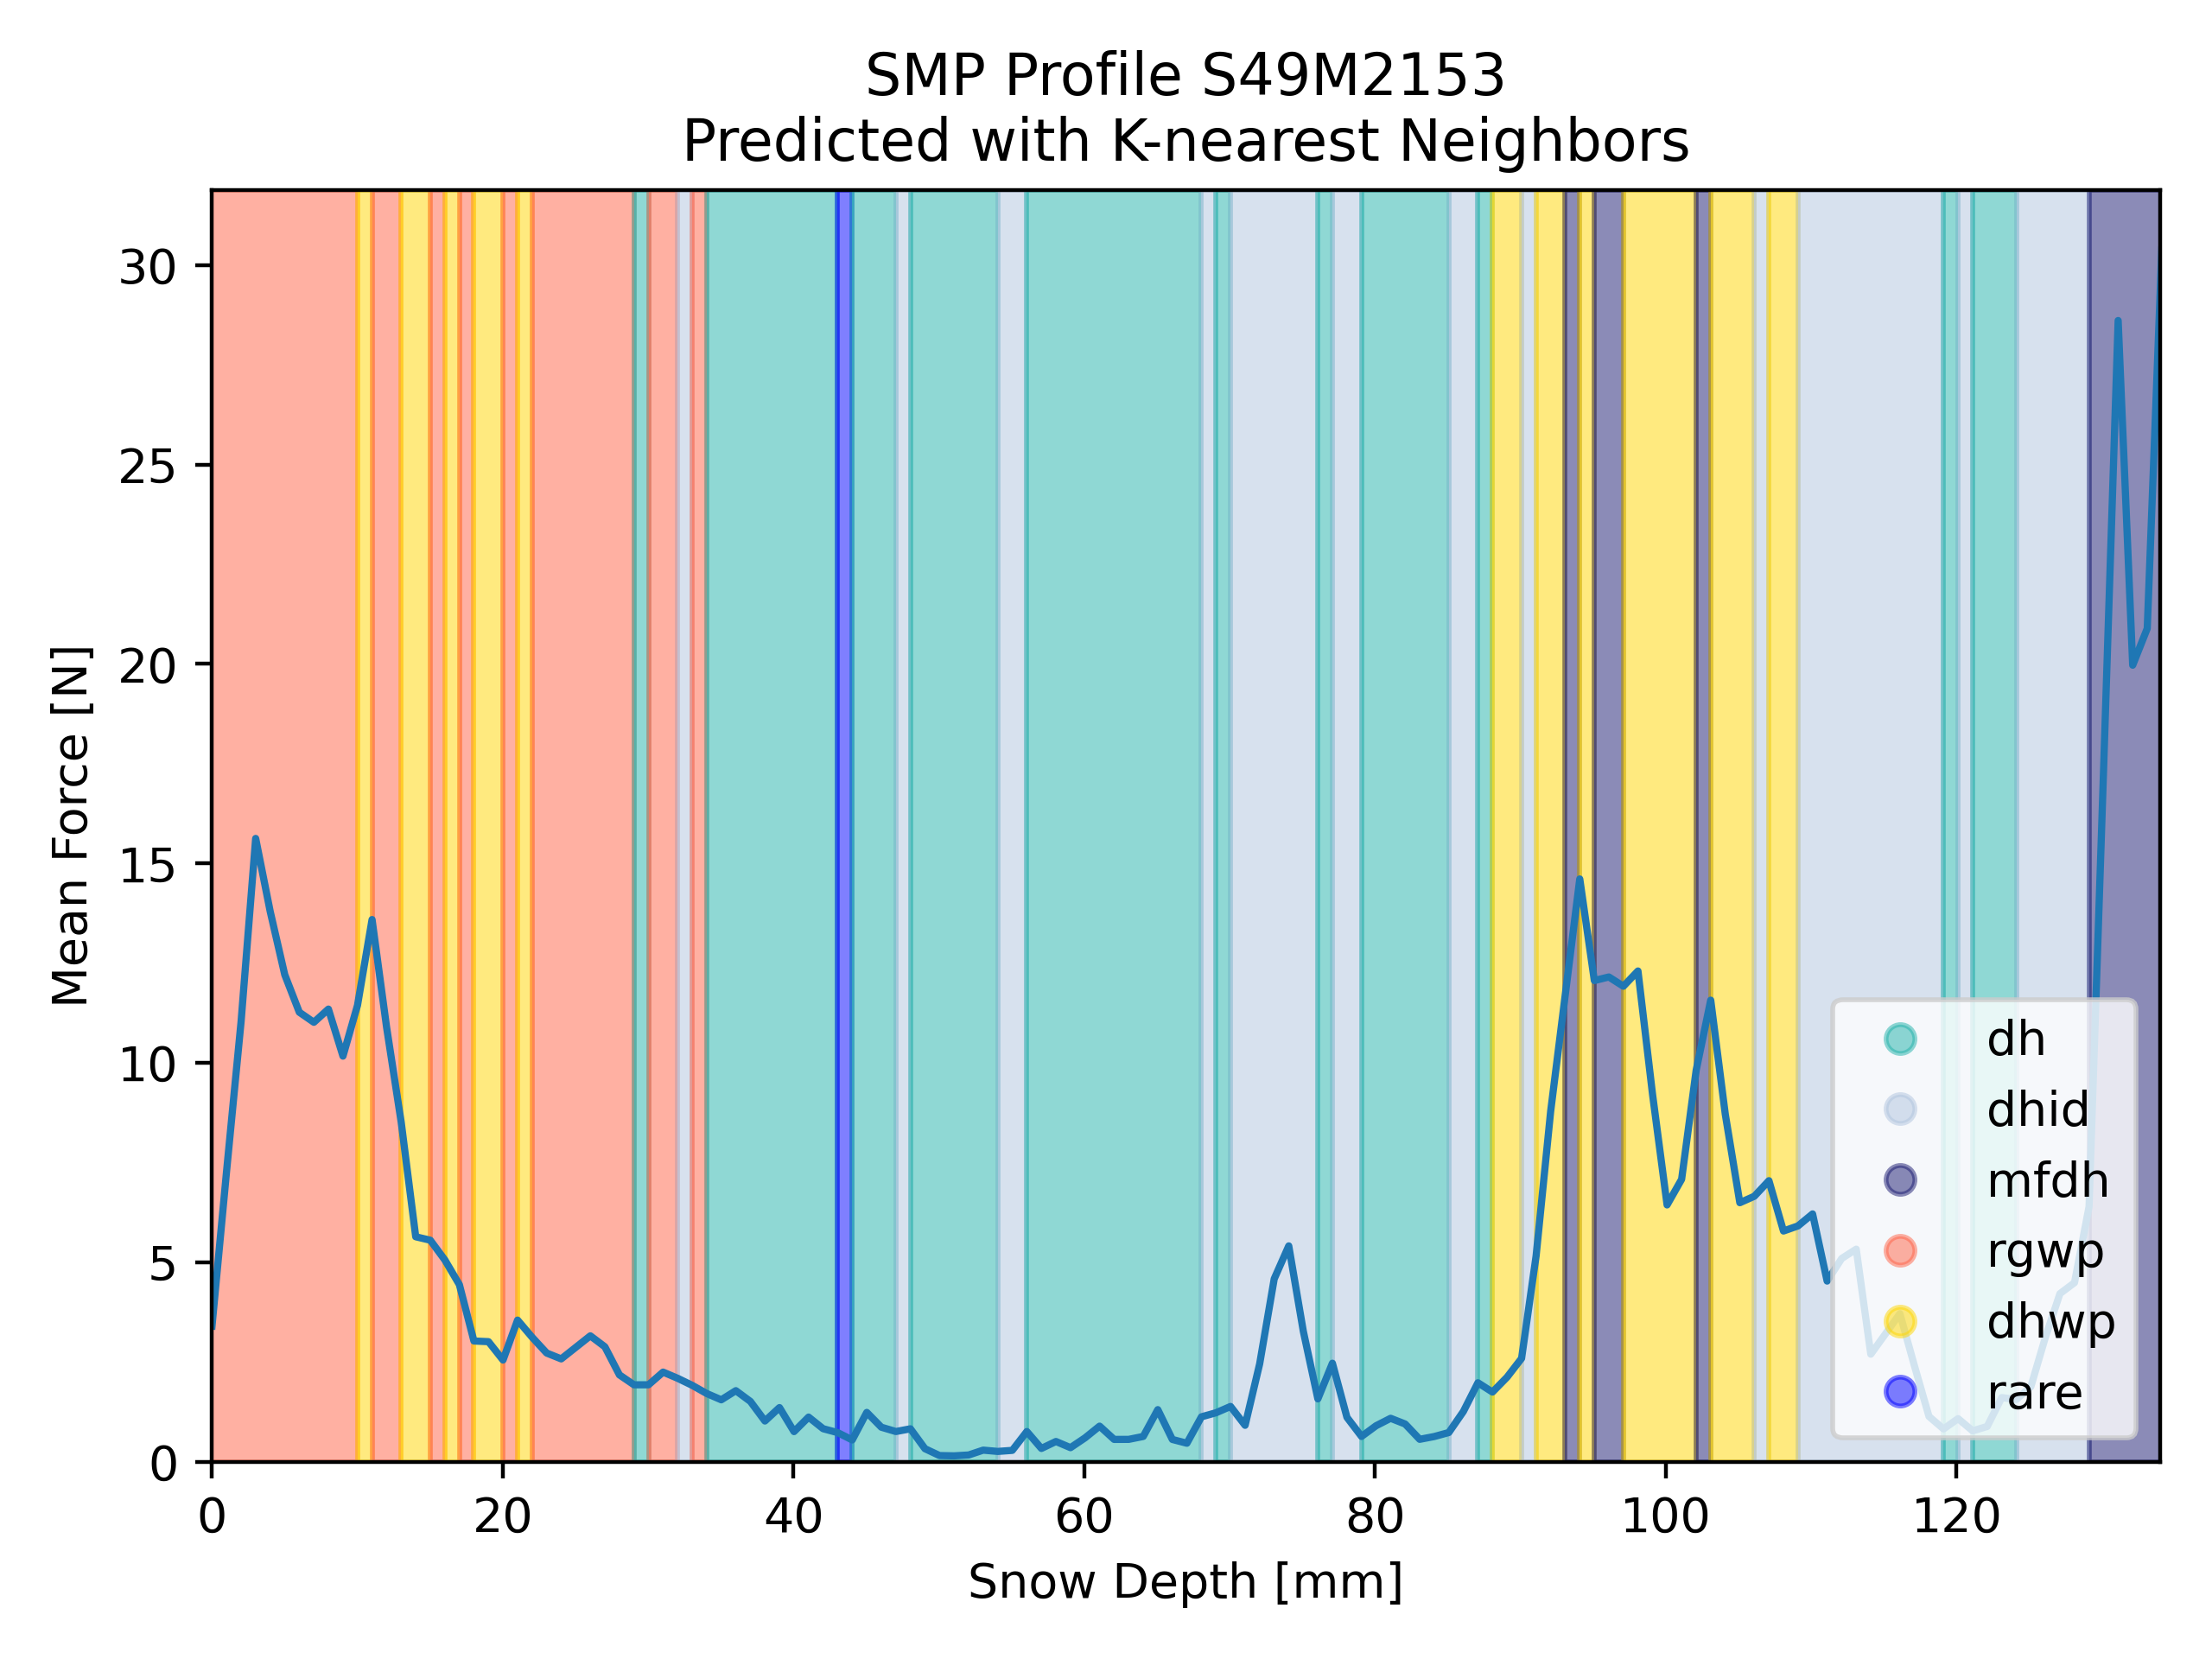 SMP Profile S49M2153
Predicted with K-nearest Neighbors
Mean Force [N]
30
25
20
15
10
5
0
0 20 40 60 80 100 120
Snow Depth [mm]
dh
dhid
mfdh
rgwp
dhwp
rare